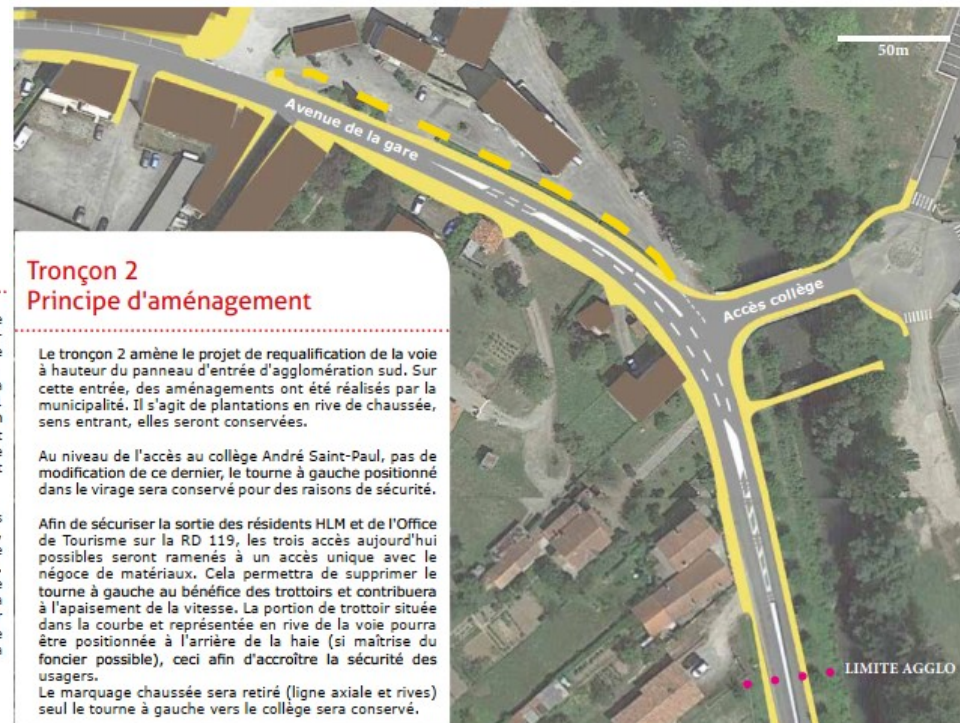 50m
Avenue de la gare
Accès collège
Tronçon 2
Principe d'aménagement
Le tronçon 2 amène le projet de requalification de la voie
à hauteur du panneau d'entrée d'agglomération sud. Sur
cette entrée, des aménagements ont été réalisés par la
municipalité. Il s'agit de plantations en rive de chaussée,
sens entrant, elles seront conservées.
Au niveau de l'accès au collège André Saint-Paul, pas de
modification de ce dernier, le tourne à gauche positionné
dans le virage sera conservé pour des raisons de sécurité.
Afin de sécuriser la sortie des résidents HLM et de l'Office
de Tourisme sur la RD 119, les trois accès aujourd'hui
possibles seront ramenés à un accès unique avec le
négoce de matériaux. Cela permettra de supprimer le
tourne à gauche au bénéfice des trottoirs et contribuera
à l'apaisement de la vitesse. La portion de trottoir située
dans la courbe et représentée en rive de la voie pourra
être positionnée à l'arrière de la haie (si maîtrise du
foncier possible), ceci afin d'accroître la sécurité des
usagers.
Le marquage chaussée sera retiré (ligne axiale et rives)
seul le tourne à gauche vers le collège sera conservé.
LIMITE AGGLO